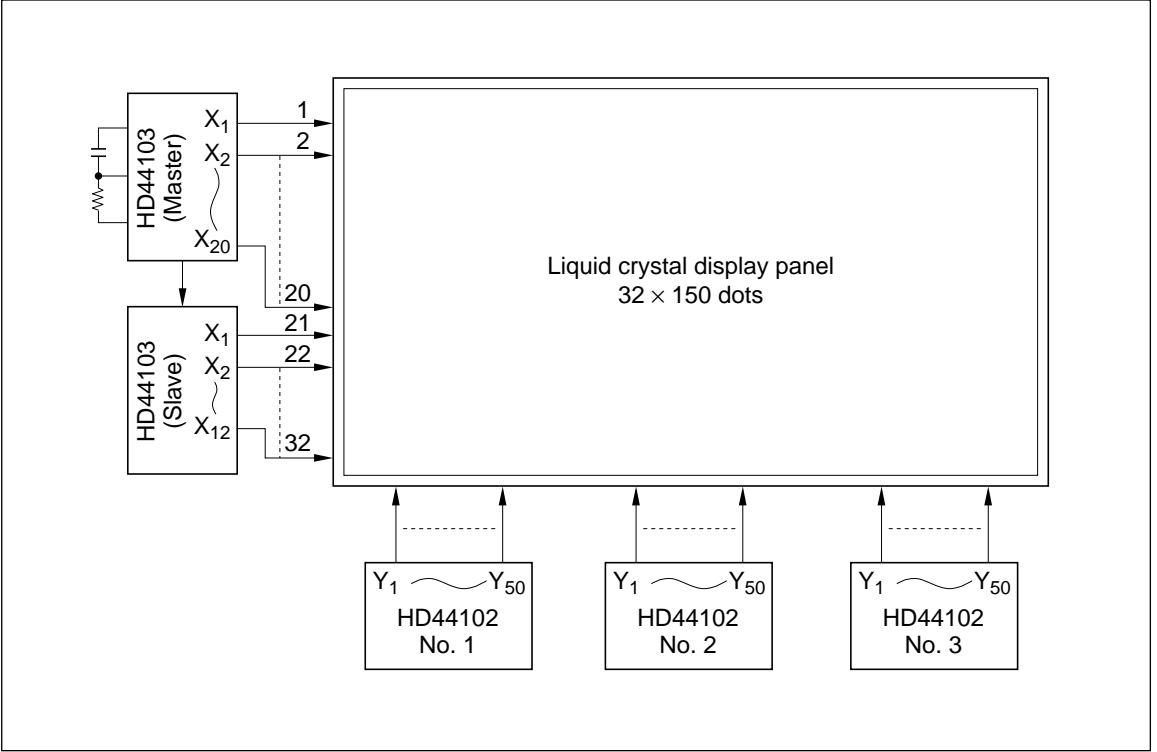 HD44103
(Master)
X1
X2
X20
1
2
20
HD44103
(Slave)
X1
X2
X12
21
22
32
Liquid crystal display panel
32 × 150 dots
Y1 Y50
HD44102
No. 1
Y1 Y50
HD44102
No. 2
Y1 Y50
HD44102
No. 3